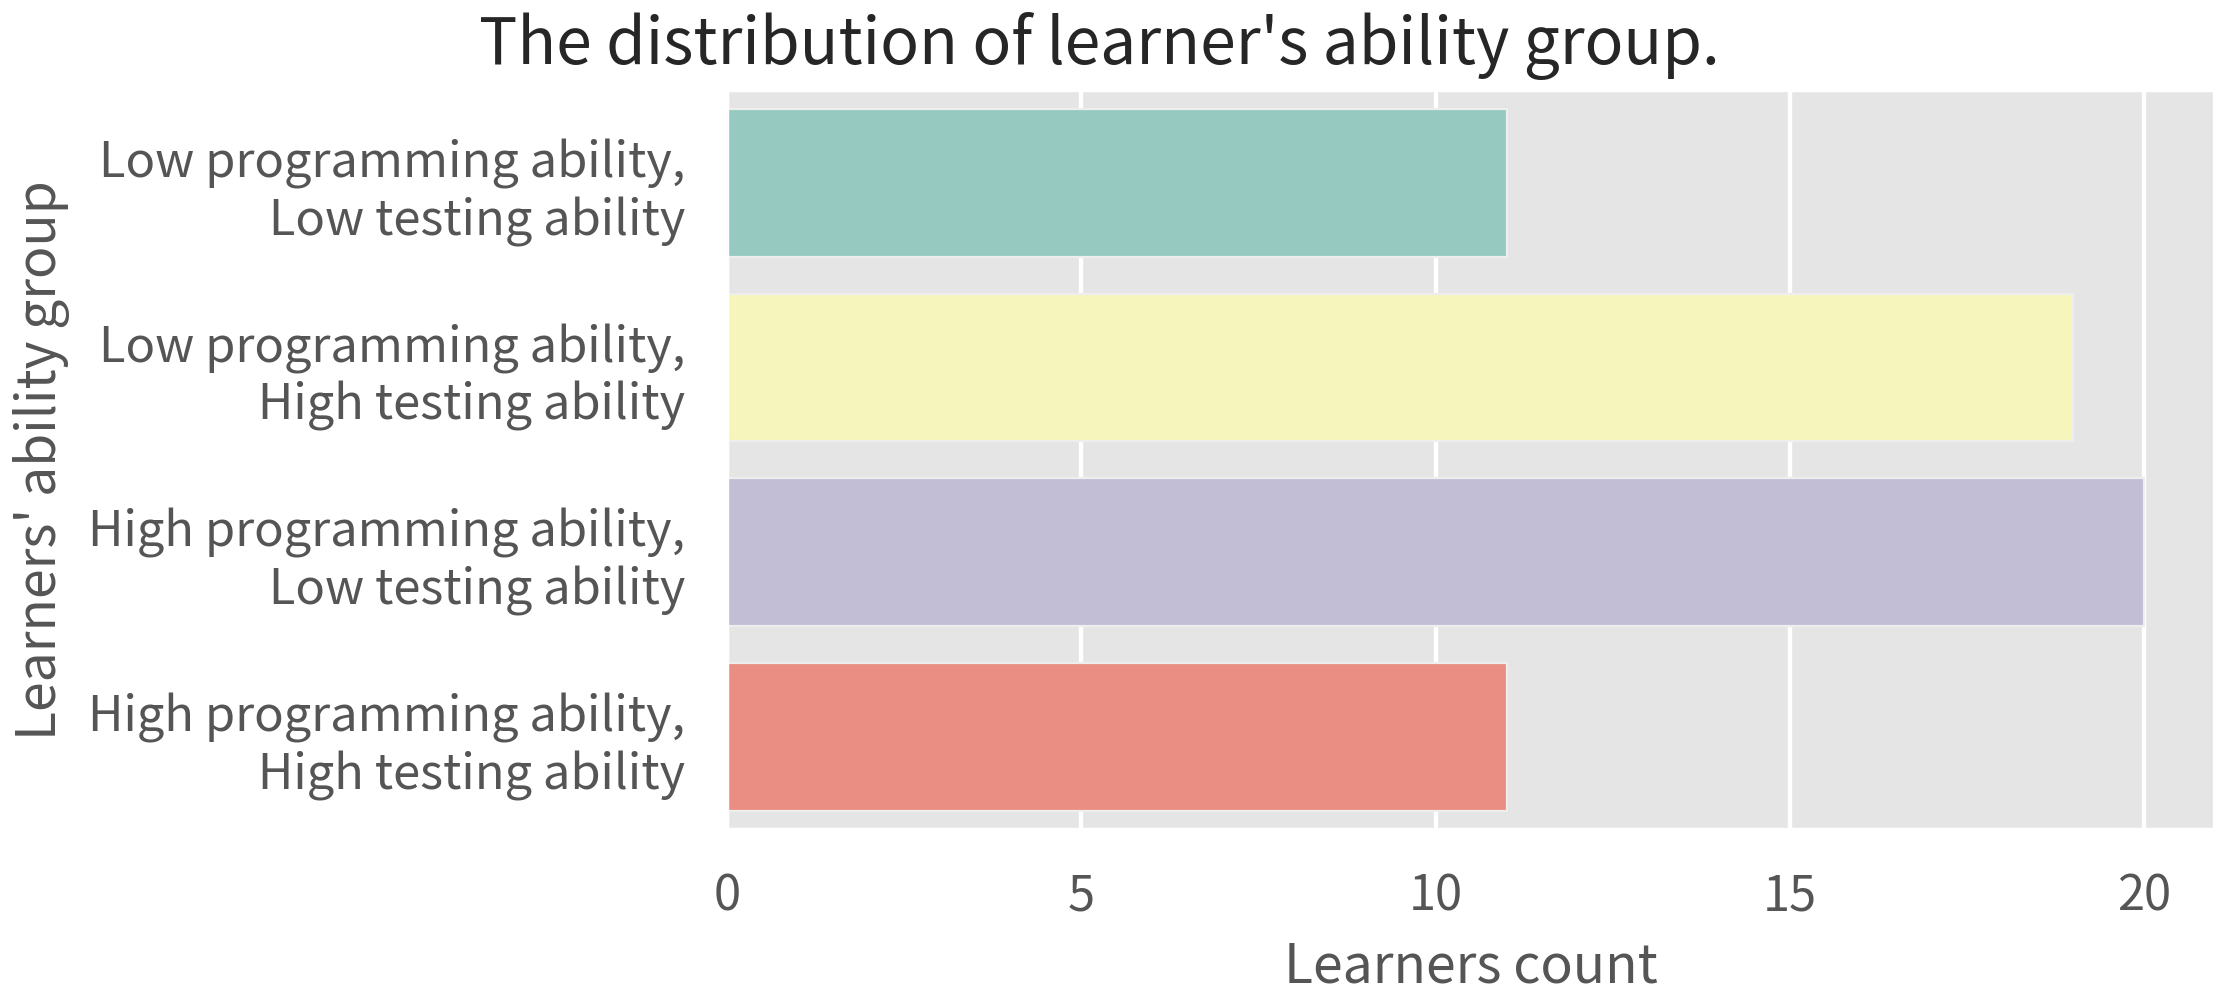 The distribution of learner's ability group.
Learners' ability group
Low programming ability,
Low testing ability
Low programming ability,
High testing ability
High programming ability,
Low testing ability
High programming ability,
High testing ability
0 5 10 15 20
Learners count